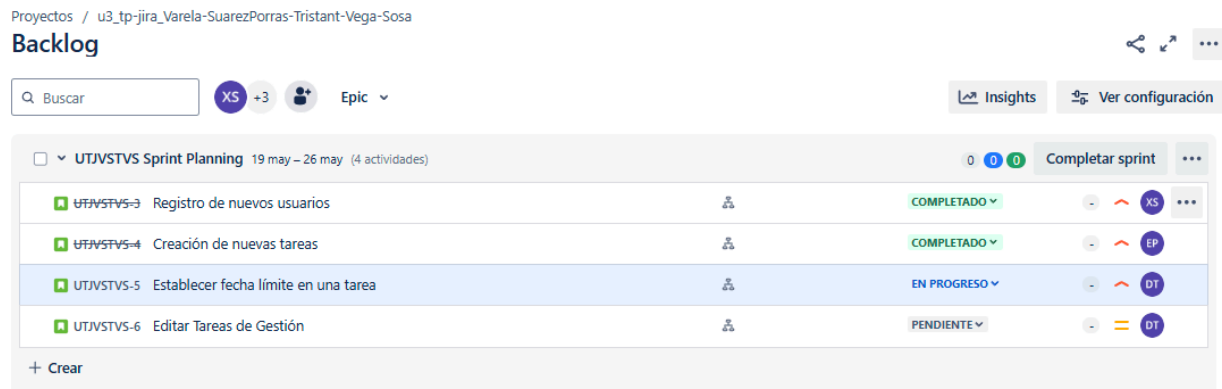 Proyectos / u3_tp-jira_Varela-SuarezPorras-Tristant-Vega-Sosa
Backlog
Buscar XS +3 Epic Insights Ver configuración
UTJVSTVS Sprint Planning 19 may – 26 may (4 actividades) 0 0 0 Completar sprint
UTJVSTVS-3 Registro de nuevos usuarios COMPLETADO - XS
UTJVSTVS-4 Creación de nuevas tareas COMPLETADO - EP
UTJVSTVS-5 Establecer fecha límite en una tarea EN PROGRESO - DT
UTJVSTVS-6 Editar Tareas de Gestión PENDIENTE - DT
+ Crear